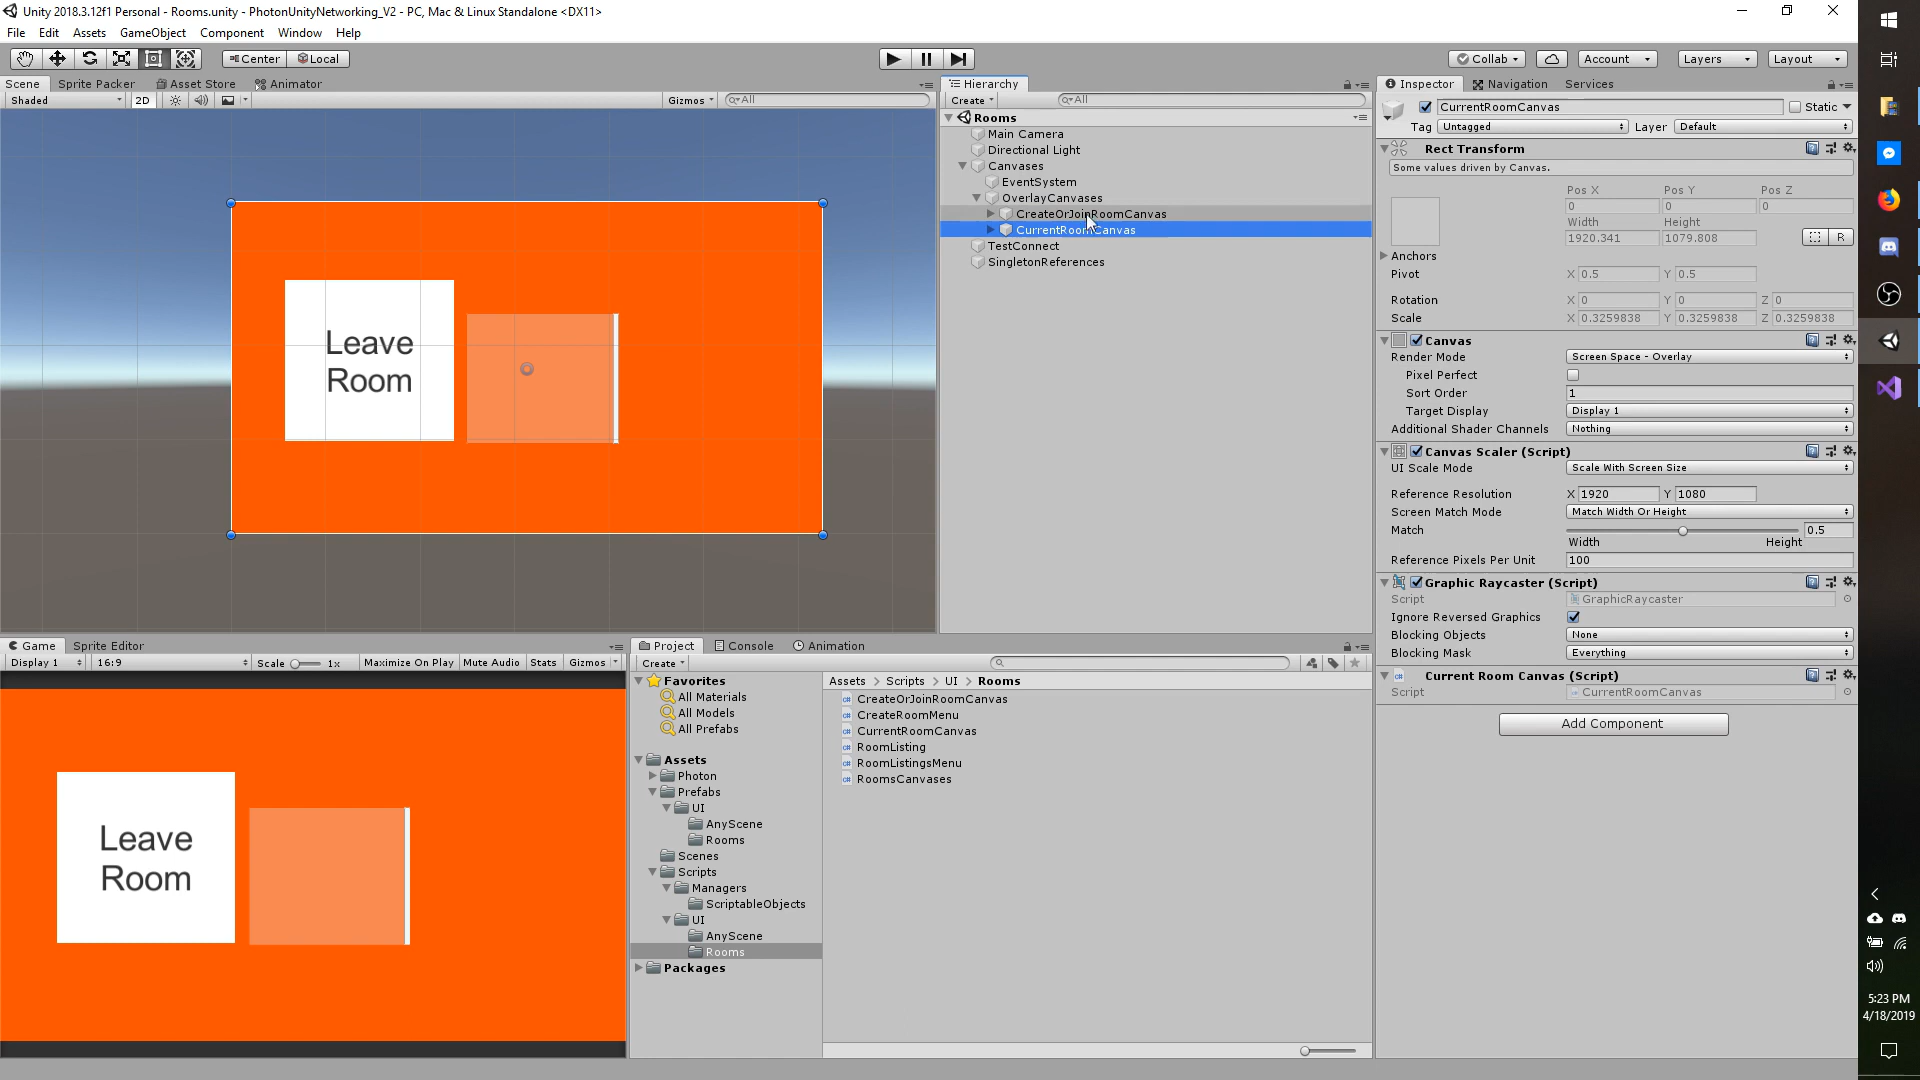 Unity 2018.3.12f1 Personal - Rooms.unity - PhotonUnityNetworking_V2 - PC, Mac & Linux Standalone <DX11>
File Edit Assets GameObject Component Window Help
Center Local Collab Account Layers Layout
Scene Sprite Packer Asset Store Animator
Shaded 2D Gizmos All
Leave
Room
Hierarchy
Create All
Rooms
Main Camera
Directional Light
Canvases
EventSystem
OverlayCanvases
CreateOrJoinRoomCanvas
CurrentRoomCanvas
TestConnect
SingletonReferences
Inspector Navigation Services
CurrentRoomCanvas Static
Tag Untagged Layer Default
Rect Transform
Some values driven by Canvas.
Pos X Pos Y Pos Z
0 0 0
Width Height
1920.341 1079.808 R
Anchors
Pivot X 0.5 Y 0.5
Rotation X 0 Y 0 Z 0
Scale X 0.3259838 Y 0.3259838 Z 0.3259838
Canvas
Render Mode Screen Space - Overlay
Pixel Perfect
Sort Order 1
Target Display Display 1
Additional Shader Channels Nothing
Canvas Scaler (Script)
UI Scale Mode Scale With Screen Size
Reference Resolution X 1920 Y 1080
Screen Match Mode Match Width Or Height
Match 0.5
Width Height
Reference Pixels Per Unit 100
Graphic Raycaster (Script)
Script GraphicRaycaster
Ignore Reversed Graphics
Blocking Objects None
Blocking Mask Everything
Current Room Canvas (Script)
Script CurrentRoomCanvas
Add Component
Game Sprite Editor
Display 1 16:9 Scale 1x Maximize On Play Mute Audio Stats Gizmos
Leave
Room
Project Console Animation
Create
Favorites
All Materials
All Models
All Prefabs
Assets
Photon
Prefabs
UI
AnyScene
Rooms
Scenes
Scripts
Managers
ScriptableObjects
UI
AnyScene
Rooms
Packages
Assets > Scripts > UI > Rooms
CreateOrJoinRoomCanvas
CreateRoomMenu
CurrentRoomCanvas
RoomListing
RoomListingsMenu
RoomsCanvases
5:23 PM
4/18/2019